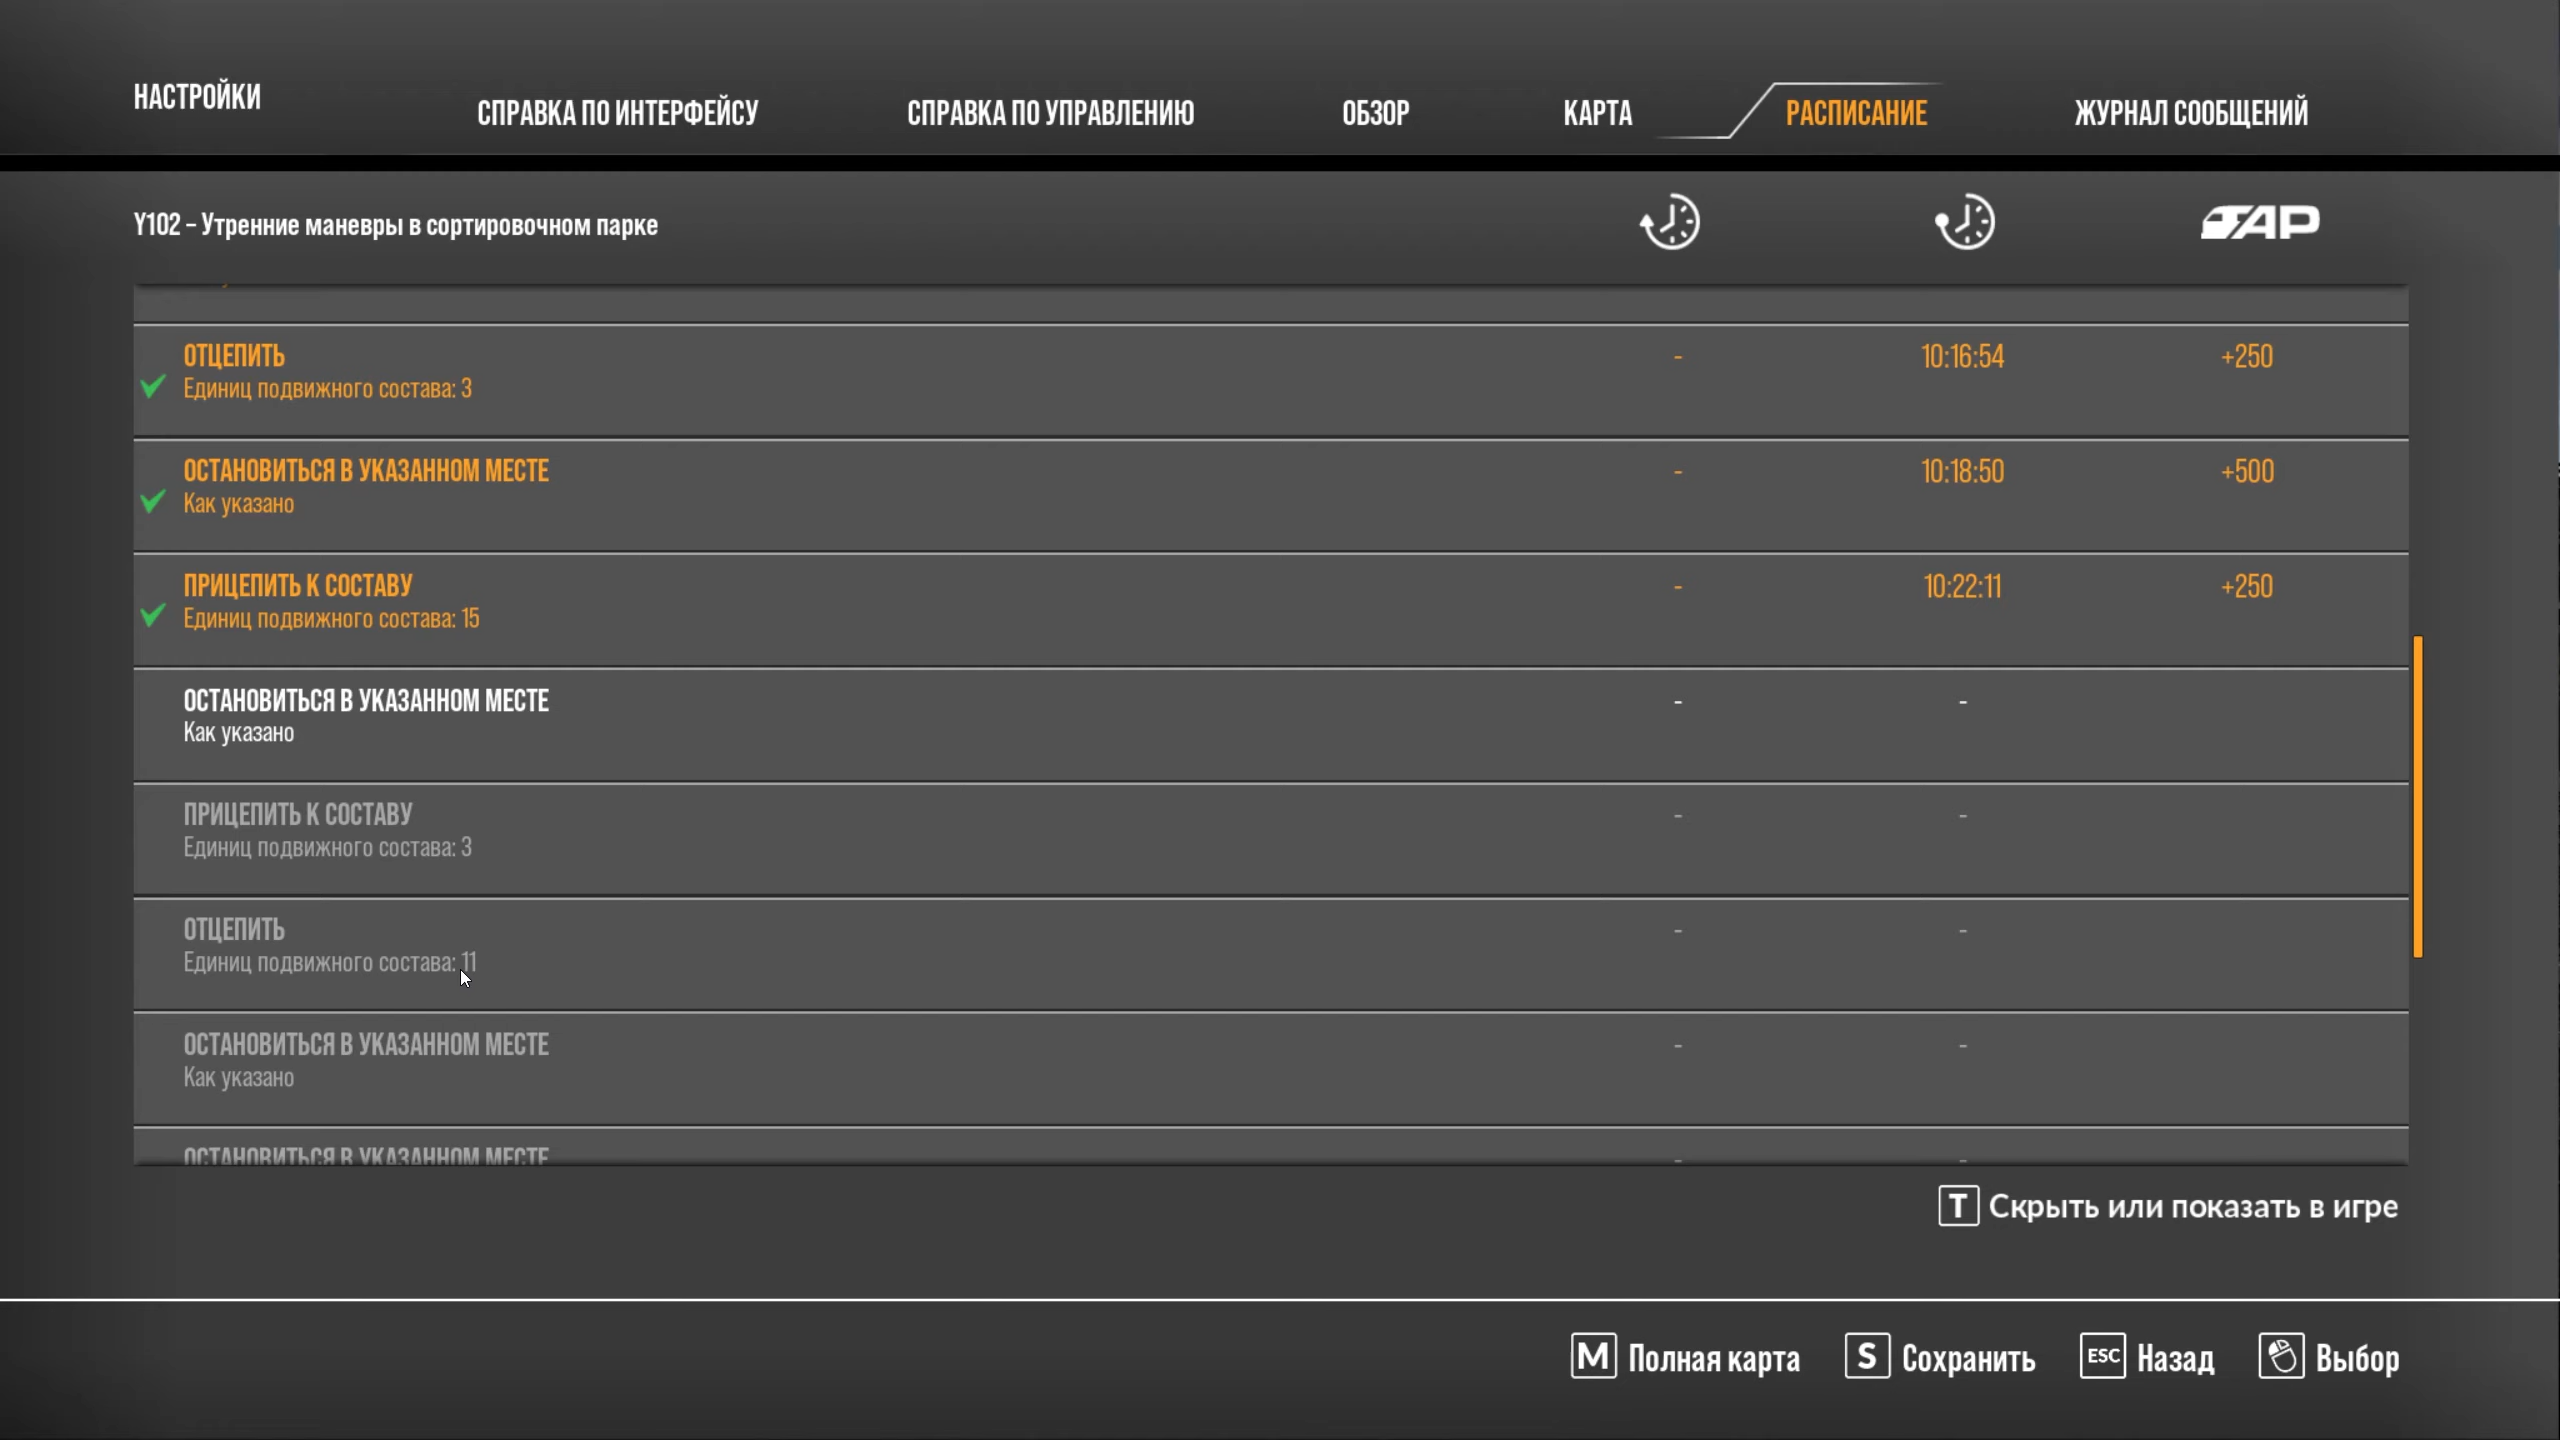 НАСТРОЙКИ
СПРАВКА ПО ИНТЕРФЕЙСУ
СПРАВКА ПО УПРАВЛЕНИЮ
ОБЗОР
КАРТА
РАСПИСАНИЕ
ЖУРНАЛ СООБЩЕНИЙ
Y102 – Утренние маневры в сортировочном парке
AP
ОТЦЕПИТЬ - 10:16:54 +250
Единиц подвижного состава: 3
ОСТАНОВИТЬСЯ В УКАЗАННОМ МЕСТЕ - 10:18:50 +500
Как указано
ПРИЦЕПИТЬ К СОСТАВУ - 10:22:11 +250
Единиц подвижного состава: 15
ОСТАНОВИТЬСЯ В УКАЗАННОМ МЕСТЕ - -
Как указано
ПРИЦЕПИТЬ К СОСТАВУ - -
Единиц подвижного состава: 3
ОТЦЕПИТЬ - -
Единиц подвижного состава: 11
ОСТАНОВИТЬСЯ В УКАЗАННОМ МЕСТЕ - -
Как указано
ОСТАНОВИТЬСЯ В УКАЗАННОМ МЕСТЕ - -
T Скрыть или показать в игре
M Полная карта
S Сохранить
ESC Назад
Выбор